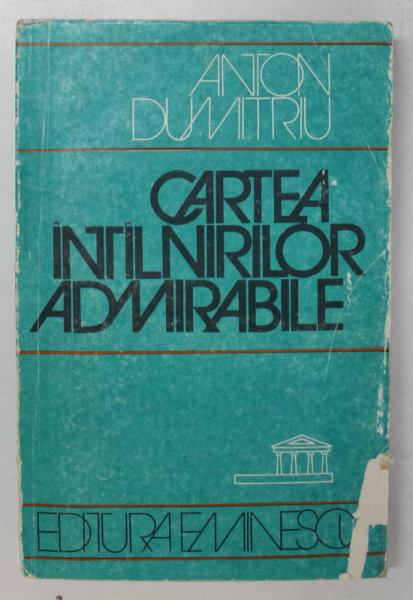 ANTON
DUMITRIU
CARTEA
ÎNTÎLNIRILOR
ADMIRABILE
EDITURA EMINESCU